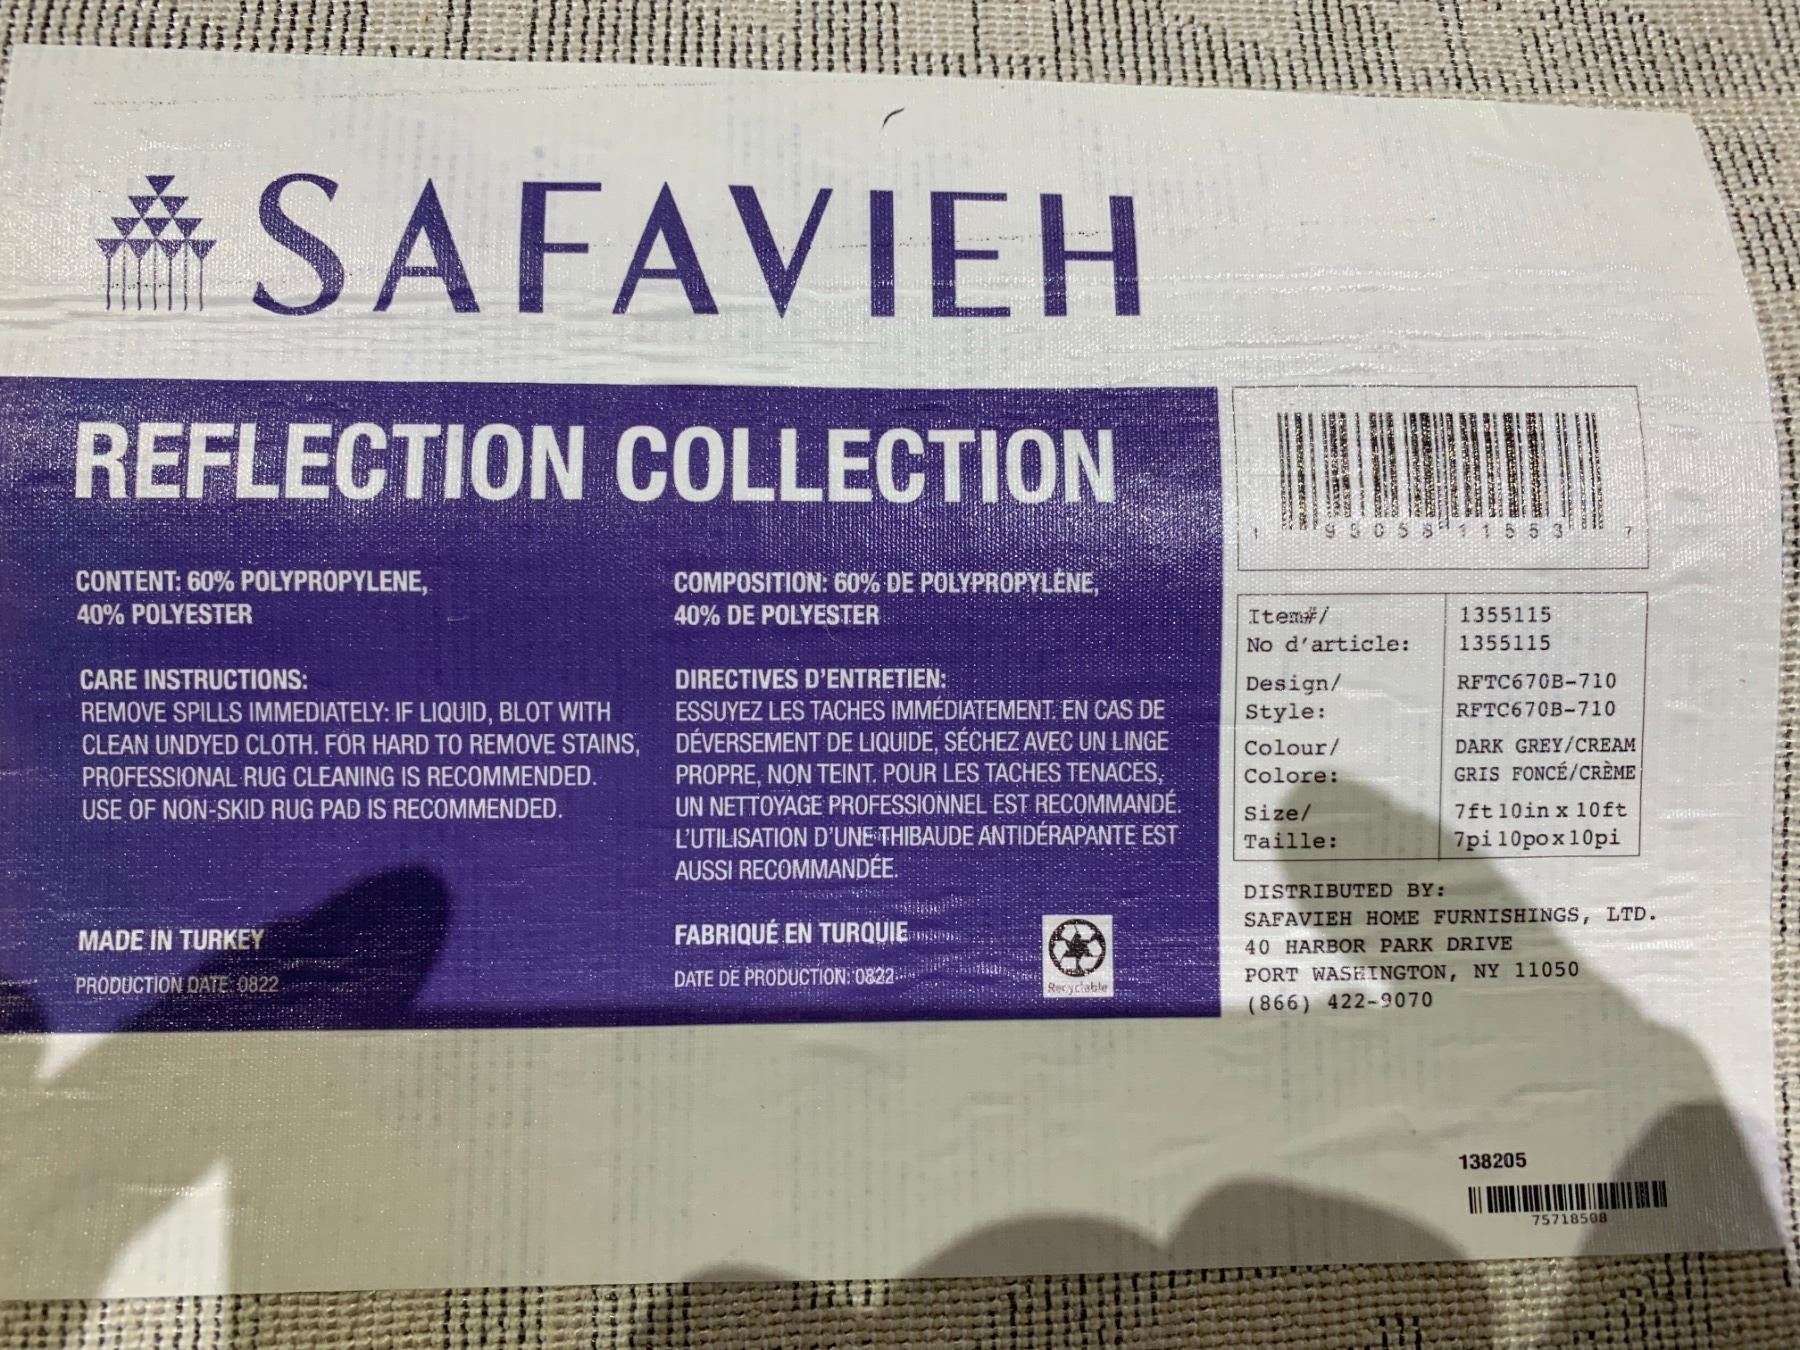 SAFAVIEH
REFLECTION COLLECTION
CONTENT: 60% POLYPROPYLENE,
40% POLYESTER
CARE INSTRUCTIONS:
REMOVE SPILLS IMMEDIATELY: IF LIQUID, BLOT WITH
CLEAN UNDYED CLOTH. FOR HARD TO REMOVE STAINS,
PROFESSIONAL RUG CLEANING IS RECOMMENDED.
USE OF NON-SKID RUG PAD IS RECOMMENDED.
MADE IN TURKEY
PRODUCTION DATE: 0822
COMPOSITION: 60% DE POLYPROPYLÈNE,
40% DE POLYESTER
DIRECTIVES D'ENTRETIEN:
ESSUYEZ LES TACHES IMMÉDIATEMENT. EN CAS DE
DÉVERSEMENT DE LIQUIDE, SÉCHEZ AVEC UN LINGE
PROPRE, NON TEINT. POUR LES TACHES TENACES,
UN NETTOYAGE PROFESSIONNEL EST RECOMMANDÉ.
L'UTILISATION D'UNE THIBAUDE ANTIDÉRAPANTE EST
AUSSI RECOMMANDÉE.
FABRIQUÉ EN TURQUIE
DATE DE PRODUCTION: 0822
Recyclable
1 93058 11553 7
Item#/ 1355115
No d'article: 1355115
Design/ RFTC670B-710
Style: RFTC670B-710
Colour/ DARK GREY/CREAM
Colore: GRIS FONCÉ/CRÈME
Size/ 7ft 10in x 10ft
Taille: 7pi 10po x 10pi
DISTRIBUTED BY:
SAFAVIEH HOME FURNISHINGS, LTD.
40 HARBOR PARK DRIVE
PORT WASHINGTON, NY 11050
(866) 422-9070
138205
75718508